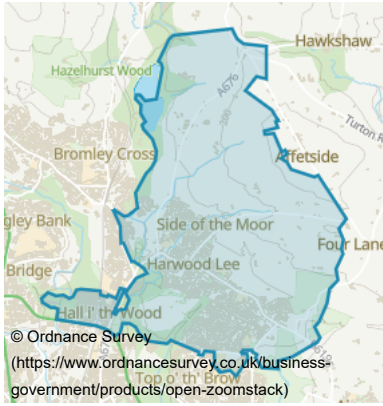 Hawkshaw
Hazelhurst Wood
A676
Turton R
Bromley Cross
Affetside
gley Bank
Side of the Moor
Four Lane
Bridge
Harwood Lee
Hall i' th' Wood
© Ordnance Survey
(https://www.ordnancesurvey.co.uk/business-
Top o' th' Brow
government/products/open-zoomstack)